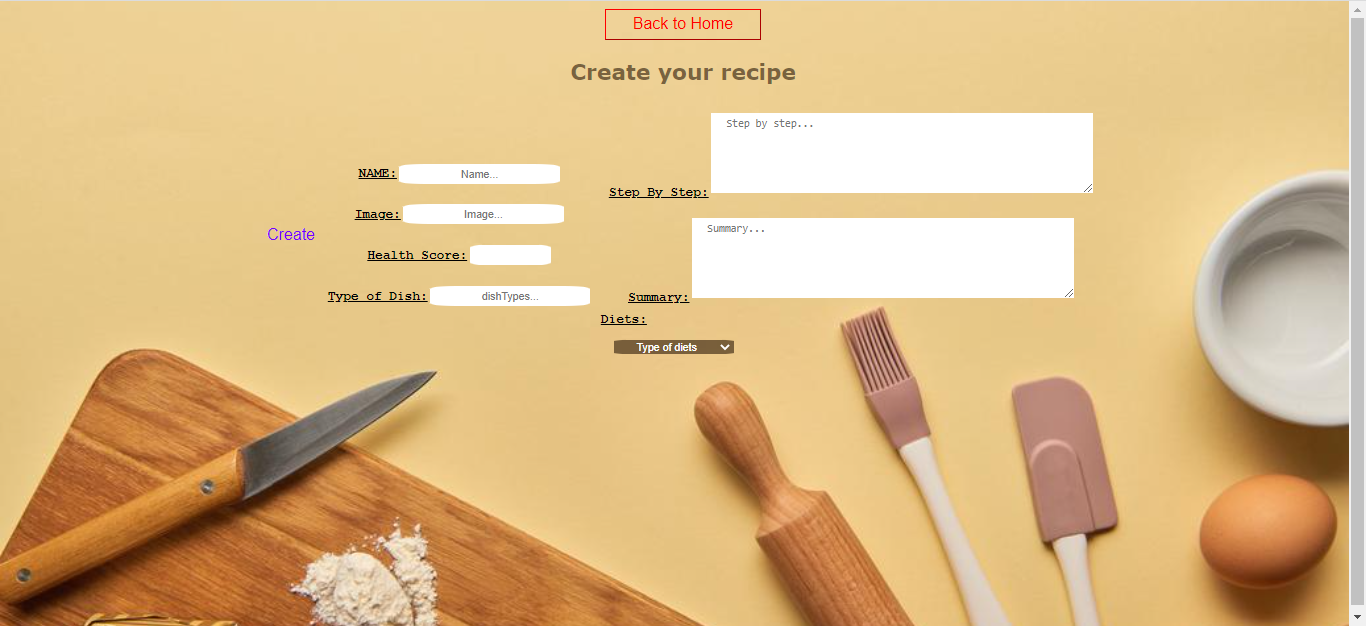 Back to Home
Create your recipe
NAME: Name...
Image: Image...
Health Score:
Type of Dish: dishTypes...
Create
Step by step...
Step By Step:
Summary...
Summary:
Diets:
Type of diets